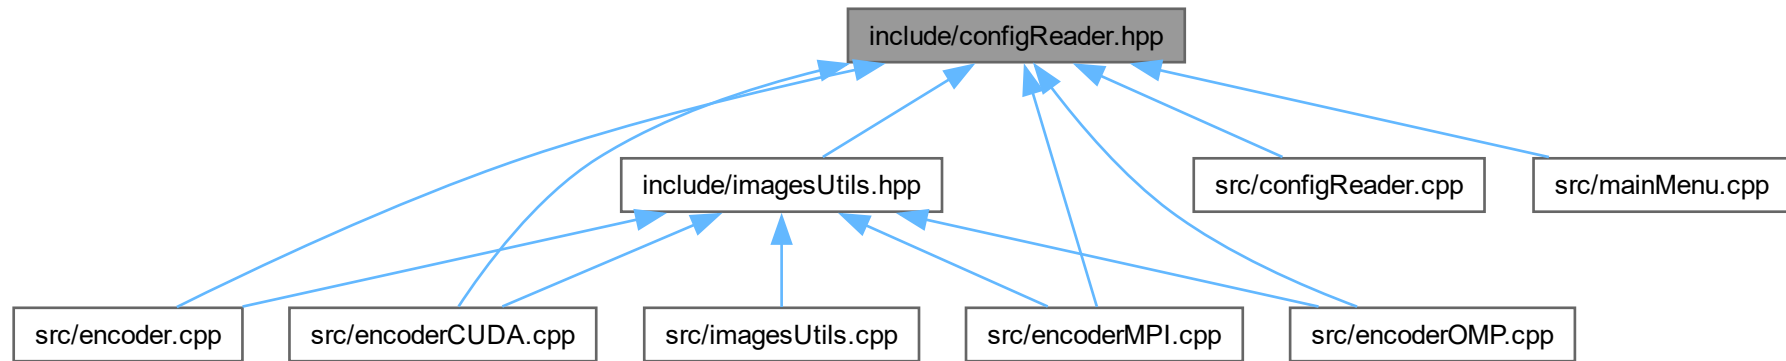 include/configReader.hpp
include/imagesUtils.hpp
src/configReader.cpp
src/mainMenu.cpp
src/encoder.cpp
src/encoderCUDA.cpp
src/imagesUtils.cpp
src/encoderMPI.cpp
src/encoderOMP.cpp